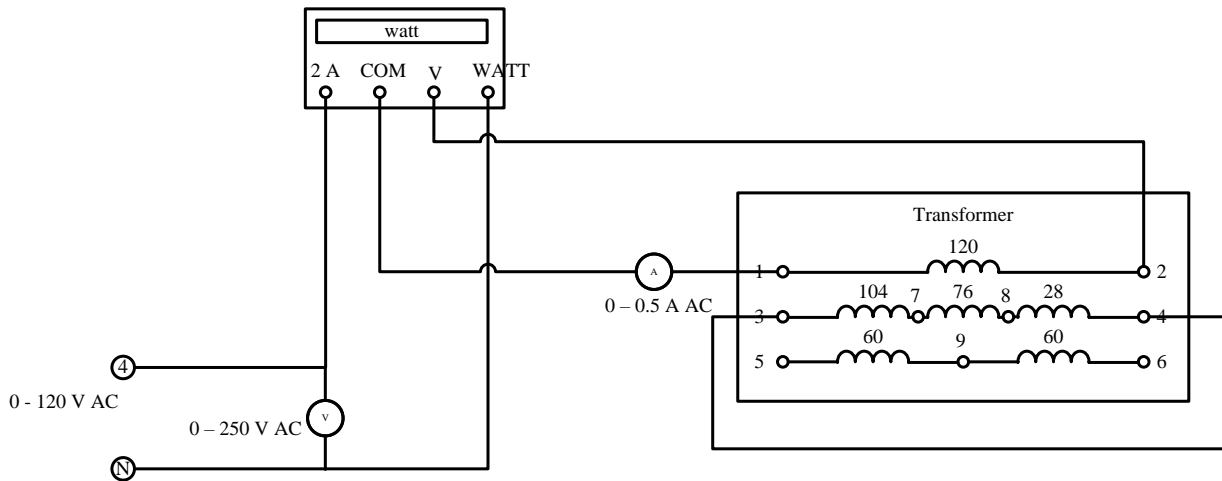 watt
2 A COM V WATT
Transformer
120
1 A 2
0 – 0.5 A AC
104 7 76 8 28
3 4
60 9 60
5 6
4
0 - 120 V AC
V
0 – 250 V AC
N